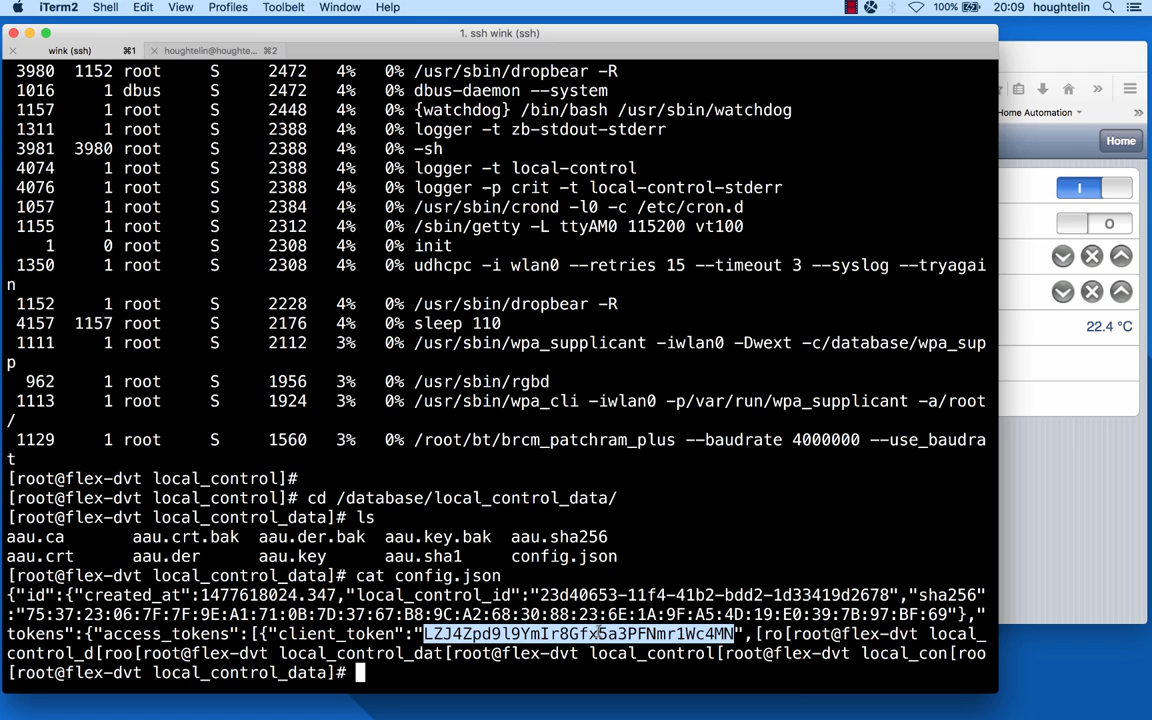 iTerm2 Shell Edit View Profiles Toolbelt Window Help 100% 20:09 houghtelin
1. ssh wink (ssh)
wink (ssh) ⌘1 houghtelin@houghte... ⌘2
3980 1152 root S 2472 4% 0% /usr/sbin/dropbear -R
1016 1 dbus S 2472 4% 0% dbus-daemon --system
1157 1 root S 2448 4% 0% {watchdog} /bin/bash /usr/sbin/watchdog
1311 1 root S 2388 4% 0% logger -t zb-stdout-stderr
3981 3980 root S 2388 4% 0% -sh
4074 1 root S 2388 4% 0% logger -t local-control
4076 1 root S 2388 4% 0% logger -p crit -t local-control-stderr
1057 1 root S 2384 4% 0% /usr/sbin/crond -l0 -c /etc/cron.d
1155 1 root S 2312 4% 0% /sbin/getty -L ttyAM0 115200 vt100
1 0 root S 2308 4% 0% init
1350 1 root S 2308 4% 0% udhcpc -i wlan0 --retries 15 --timeout 3 --syslog --tryagai
n
1152 1 root S 2228 4% 0% /usr/sbin/dropbear -R
4157 1157 root S 2176 4% 0% sleep 110
1111 1 root S 2112 3% 0% /usr/sbin/wpa_supplicant -iwlan0 -Dwext -c/database/wpa_sup
p
962 1 root S 1956 3% 0% /usr/sbin/rgbd
1113 1 root S 1924 3% 0% /usr/sbin/wpa_cli -iwlan0 -p/var/run/wpa_supplicant -a/root
/
1129 1 root S 1560 3% 0% /root/bt/brcm_patchram_plus --baudrate 4000000 --use_baudra
t
[root@flex-dvt local_control]#
[root@flex-dvt local_control]# cd /database/local_control_data/
[root@flex-dvt local_control_data]# ls
aau.ca aau.crt.bak aau.der.bak aau.key.bak aau.sha256
aau.crt aau.der aau.key aau.sha1 config.json
[root@flex-dvt local_control_data]# cat config.json
{"id":{"created_at":1477618024.347,"local_control_id":"23d40653-11f4-41b2-bdd2-1d33419d2678","sha256"
:"75:37:23:06:7F:7F:9E:A1:71:0B:7D:37:67:B8:9C:A2:68:30:88:23:6E:1A:9F:A5:4D:19:E0:39:7B:97:BF:69"},"
tokens":{"access_tokens":[{"client_token":"LZJ4Zpd9l9YmIr8Gfx5a3PFNmr1Wc4MN",[ro[root@flex-dvt local_
control_d[roo[root@flex-dvt local_control_dat[root@flex-dvt local_control[root@flex-dvt local_con[roo
[root@flex-dvt local_control_data]#
Home Automation
Home
I
O
22.4 °C